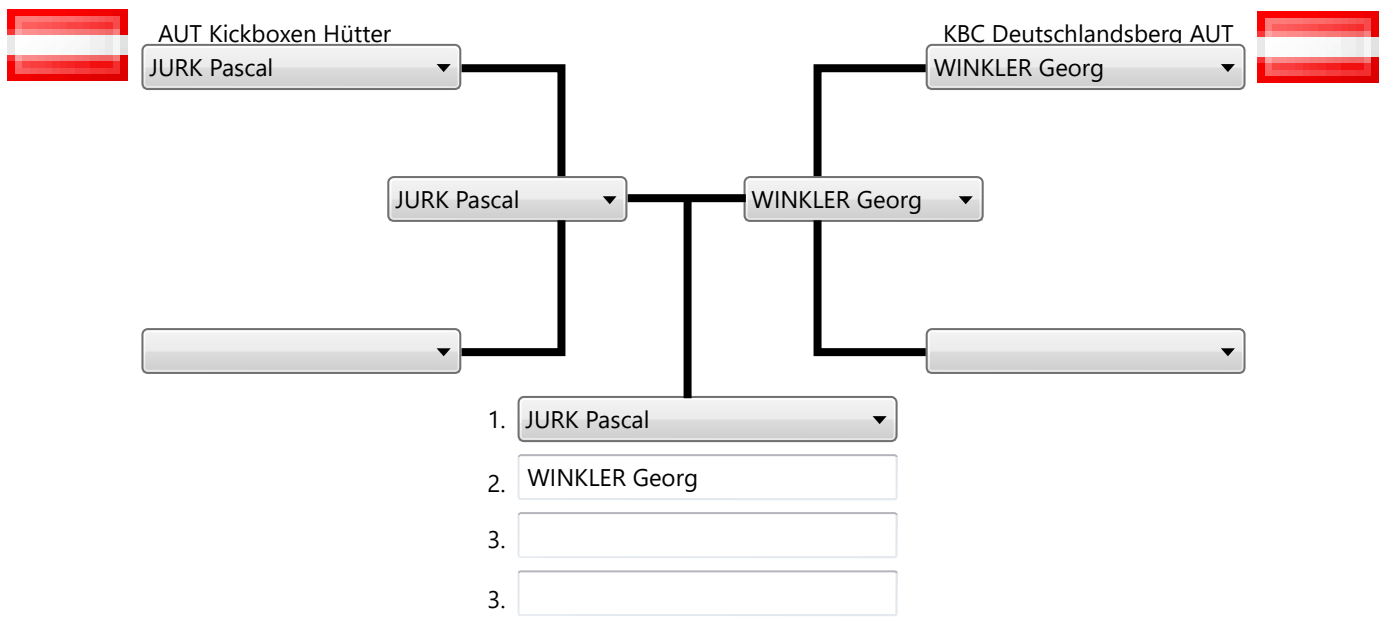 AUT Kickboxen Hütter
KBC Deutschlandsberg AUT
JURK Pascal
WINKLER Georg
JURK Pascal
WINKLER Georg
1. JURK Pascal
2. WINKLER Georg
3.
3.